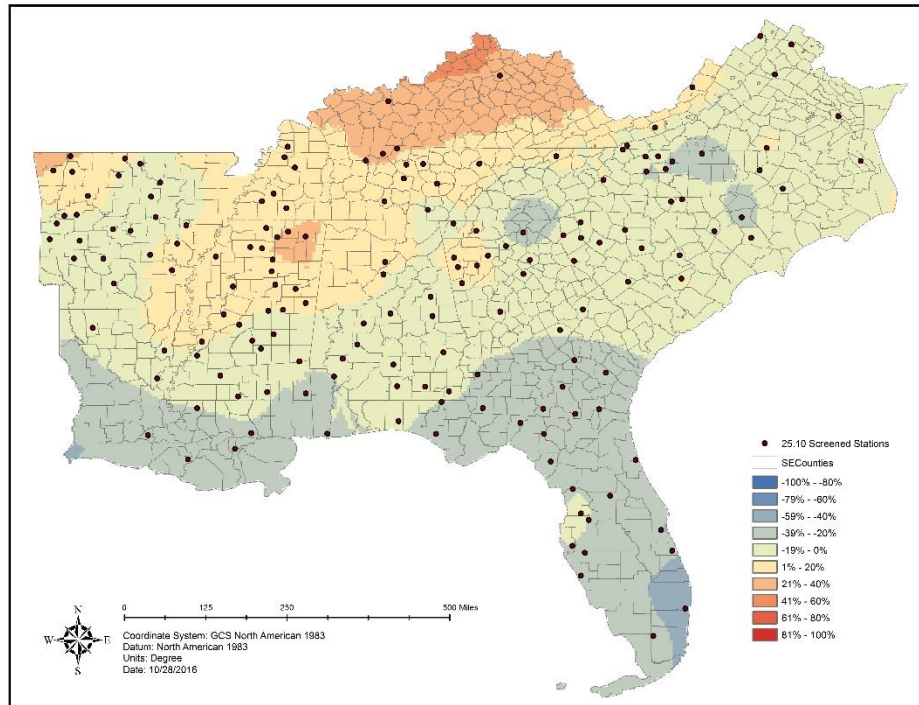 25.10 Screened Stations
SECounties
-100% - -80%
-79% - -60%
-59% - -40%
-39% - -20%
-19% - 0%
1% - 20%
21% - 40%
41% - 60%
61% - 80%
81% - 100%
0 125 250 500 Miles
N
W E
S
Coordinate System: GCS North American 1983
Datum: North American 1983
Units: Degree
Date: 10/28/2016